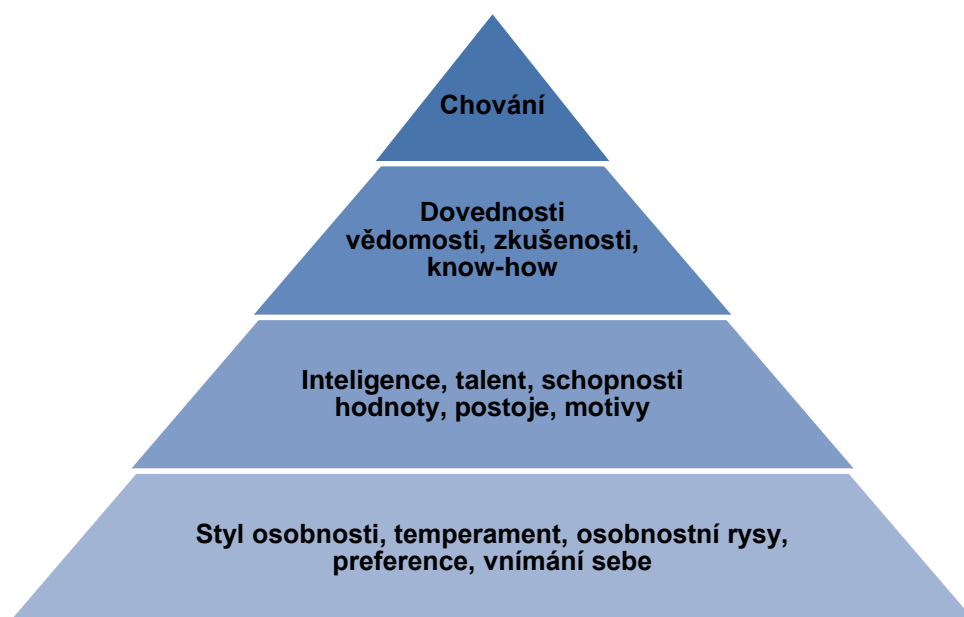 Chování
Dovednosti
vědomosti, zkušenosti,
know-how
Inteligence, talent, schopnosti
hodnoty, postoje, motivy
Styl osobnosti, temperament, osobnostní rysy,
preference, vnímání sebe